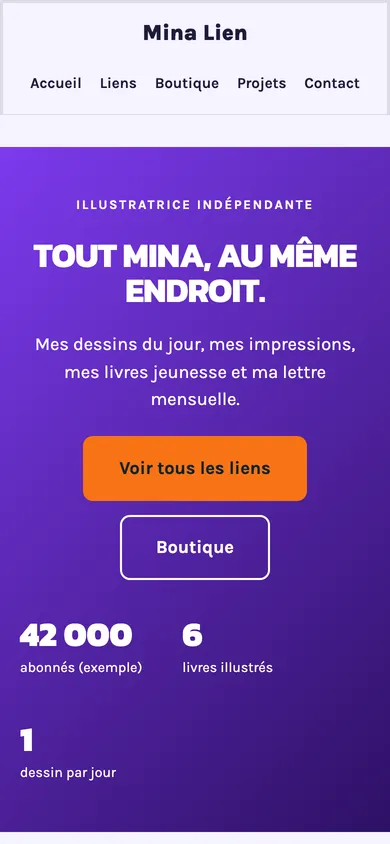 Mina Lien
Accueil Liens Boutique Projets Contact
ILLUSTRATRICE INDÉPENDANTE
TOUT MINA, AU MÊME
ENDROIT.
Mes dessins du jour, mes impressions,
mes livres jeunesse et ma lettre
mensuelle.
Voir tous les liens
Boutique
42 000
abonnés (exemple)
6
livres illustrés
1
dessin par jour